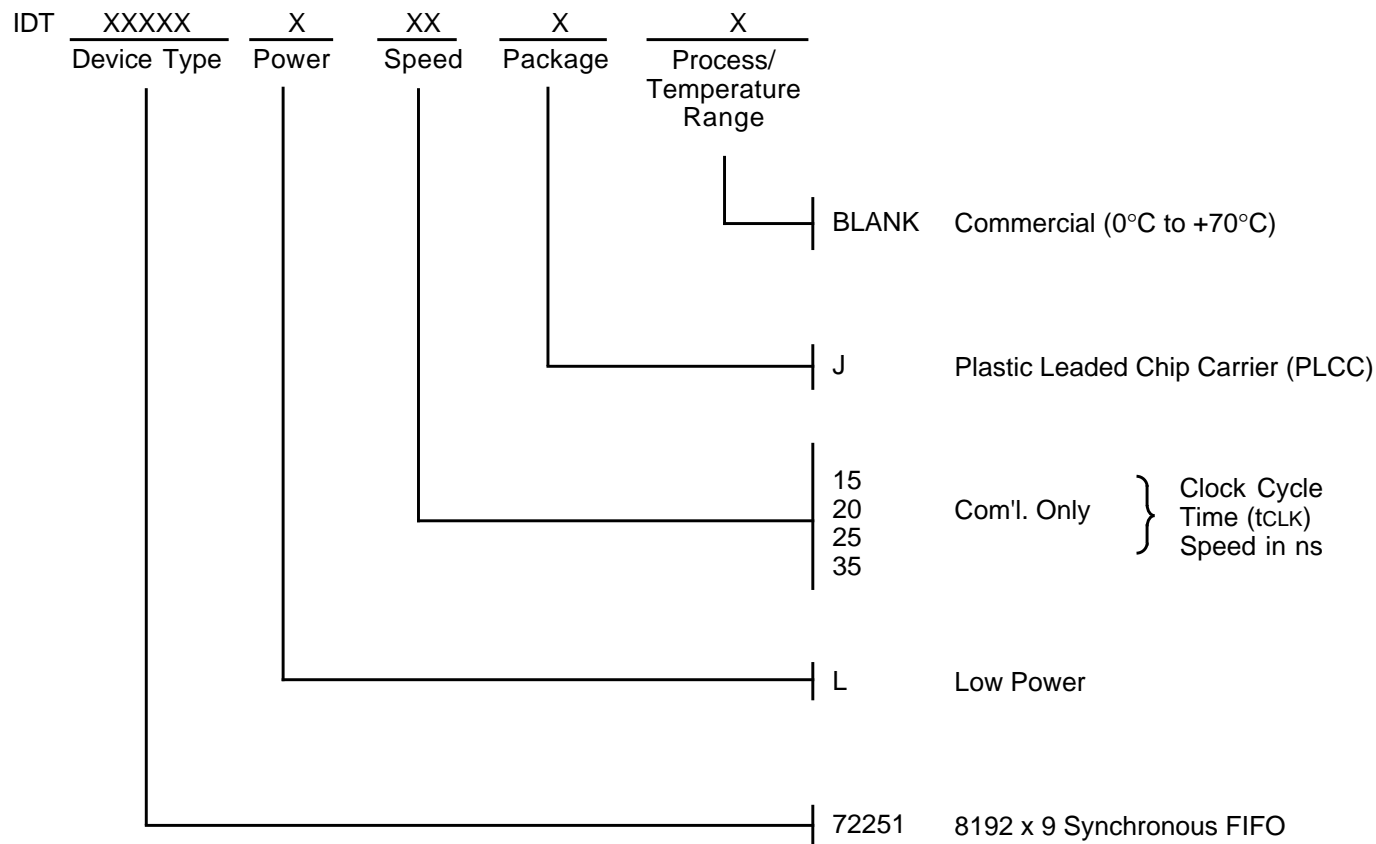 IDT XXXXX X XX X X
Device Type Power Speed Package Process/
Temperature
Range
BLANK Commercial (0°C to +70°C)
J Plastic Leaded Chip Carrier (PLCC)
15
20
25
35
Com'l. Only
Clock Cycle
Time (tCLK)
Speed in ns
L Low Power
72251 8192 x 9 Synchronous FIFO